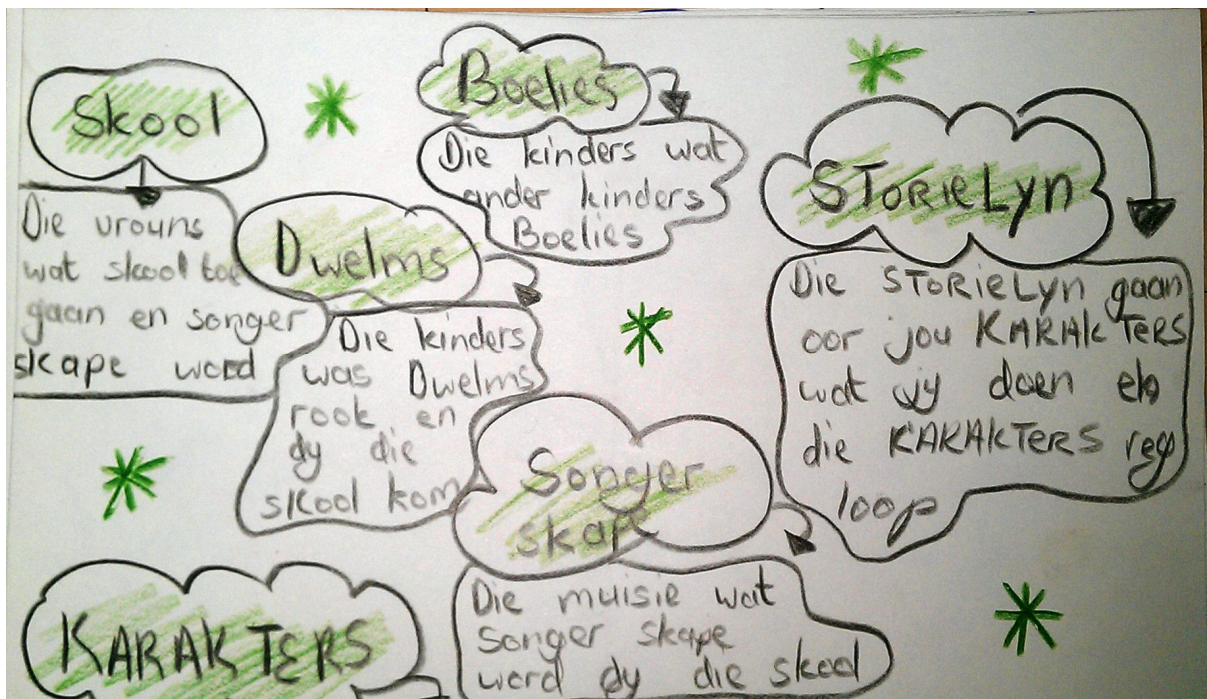 Skool
Die vrouns
wat skool toe
gaan en songer
skape word
Boelies
Die kinders wat
ander kinders
Boelies
Dwelms
Die kinders
was Dwelms
rook en
dy die
skool kom
STorieLyn
Die SToRieLyn gaan
oor jou KARAkTERS
wat jy doen en
die KARAKTERS reg
loop
Songer
skap
Die muisie wat
Songer skape
word dy die skool
KARAKTERS